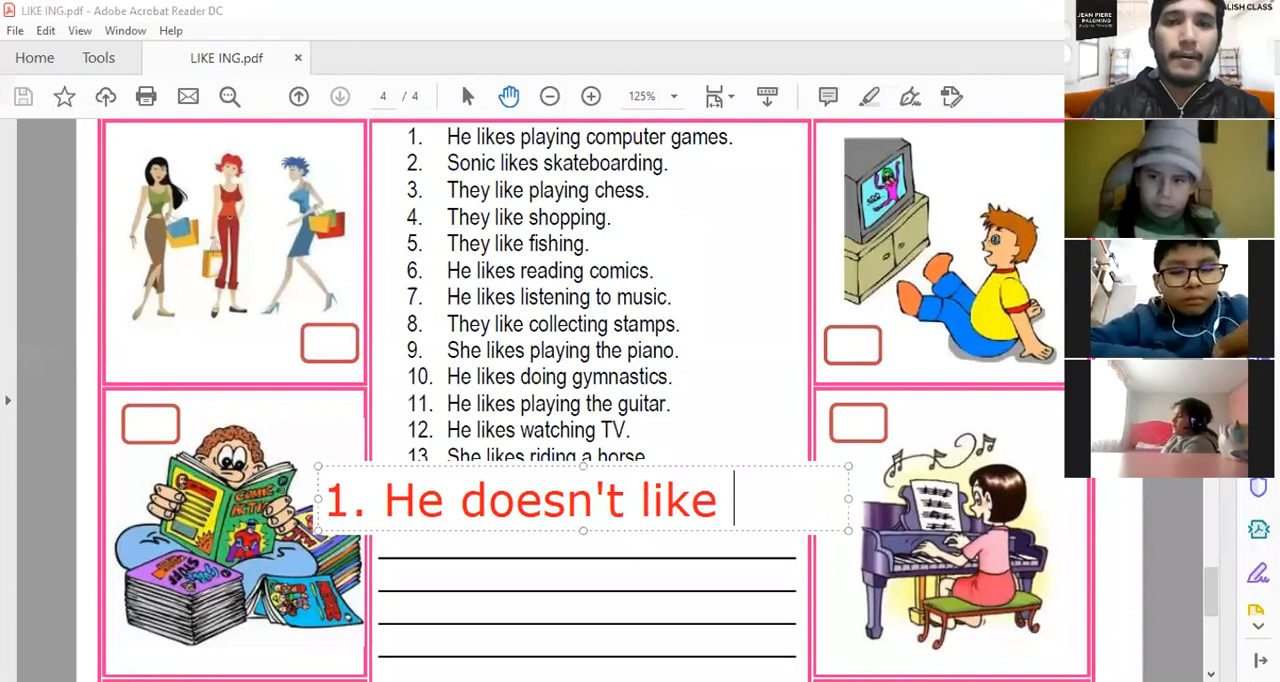 LIKE ING.pdf - Adobe Acrobat Reader DC
File Edit View Window Help
Home Tools LIKE ING.pdf
4 / 4 125%
1. He likes playing computer games.
2. Sonic likes skateboarding.
3. They like playing chess.
4. They like shopping.
5. They like fishing.
6. He likes reading comics.
7. He likes listening to music.
8. They like collecting stamps.
9. She likes playing the piano.
10. He likes doing gymnastics.
11. He likes playing the guitar.
12. He likes watching TV.
13. She likes riding a horse.
1. He doesn't like
COMIC
JEAN PIERE
PALOMINO
ALISH CLASS